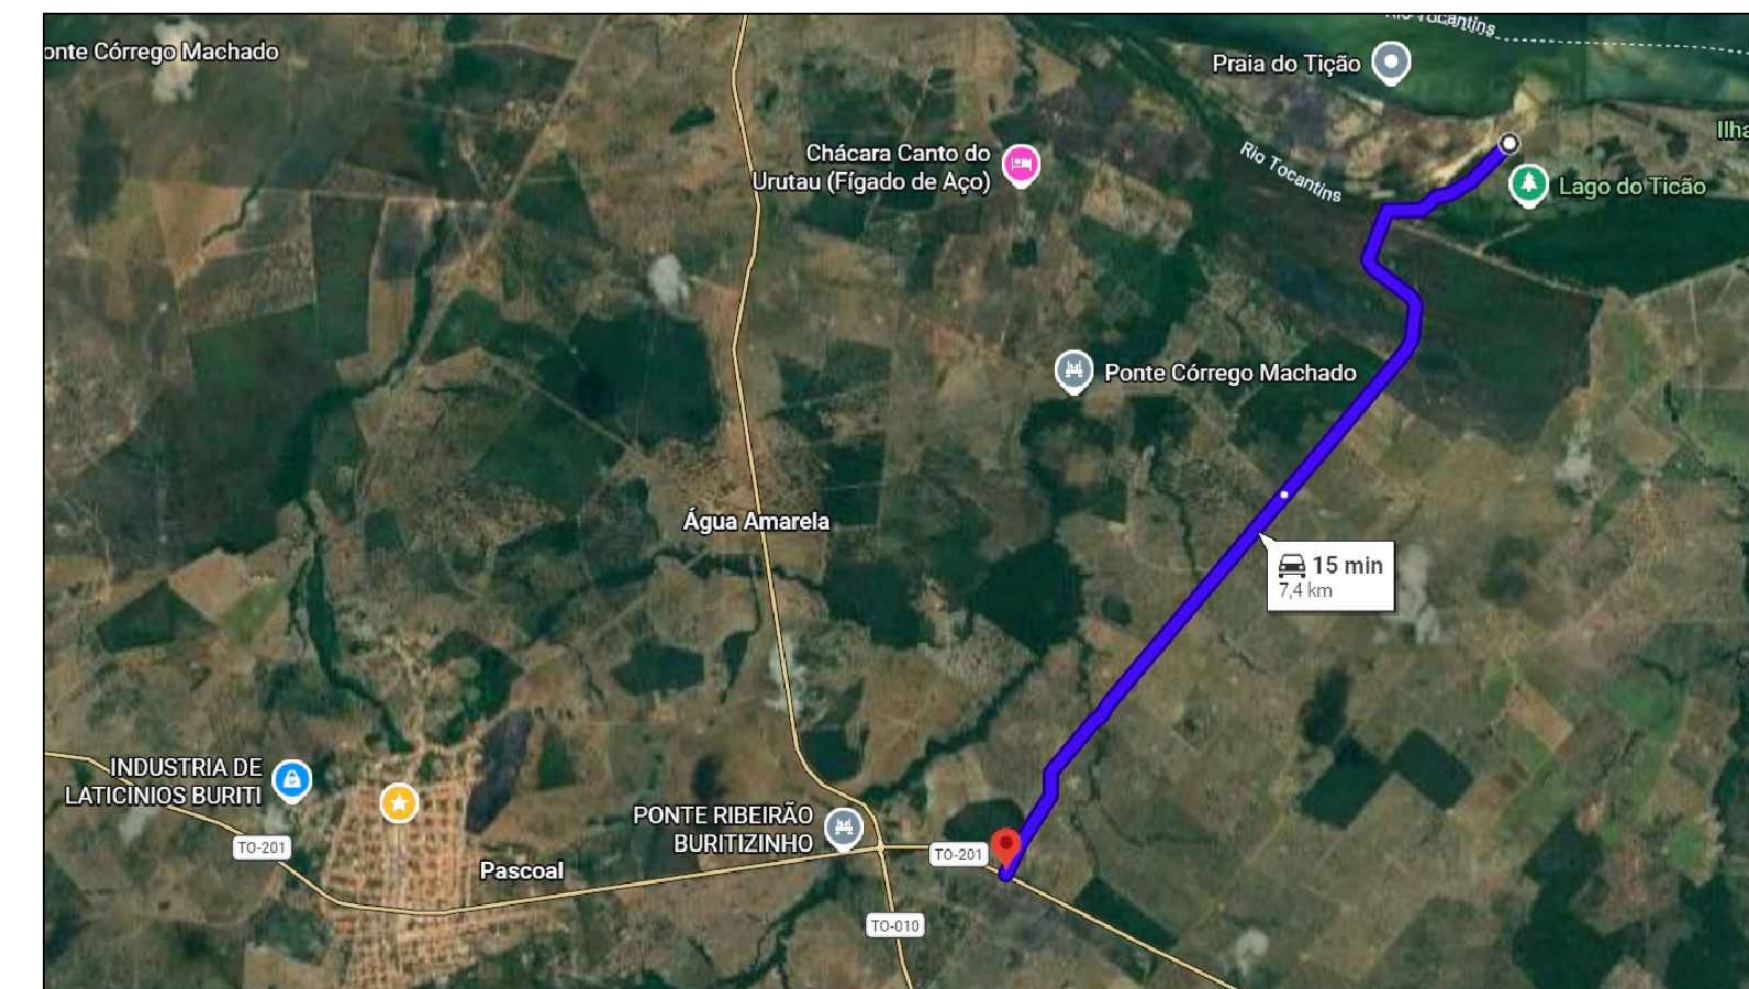 Rio Tocantins
onte Córrego Machado
Praia do Tição
Ilha
Chácara Canto do
Urutau (Fígado de Aço)
Rio Tocantins
Lago do Ticão
Ponte Córrego Machado
Água Amarela
15 min
7,4 km
INDUSTRIA DE
LATICINIOS BURITI
PONTE RIBEIRÃO
BURITIZINHO
TO-201
TO-201
Pascoal
TO-010